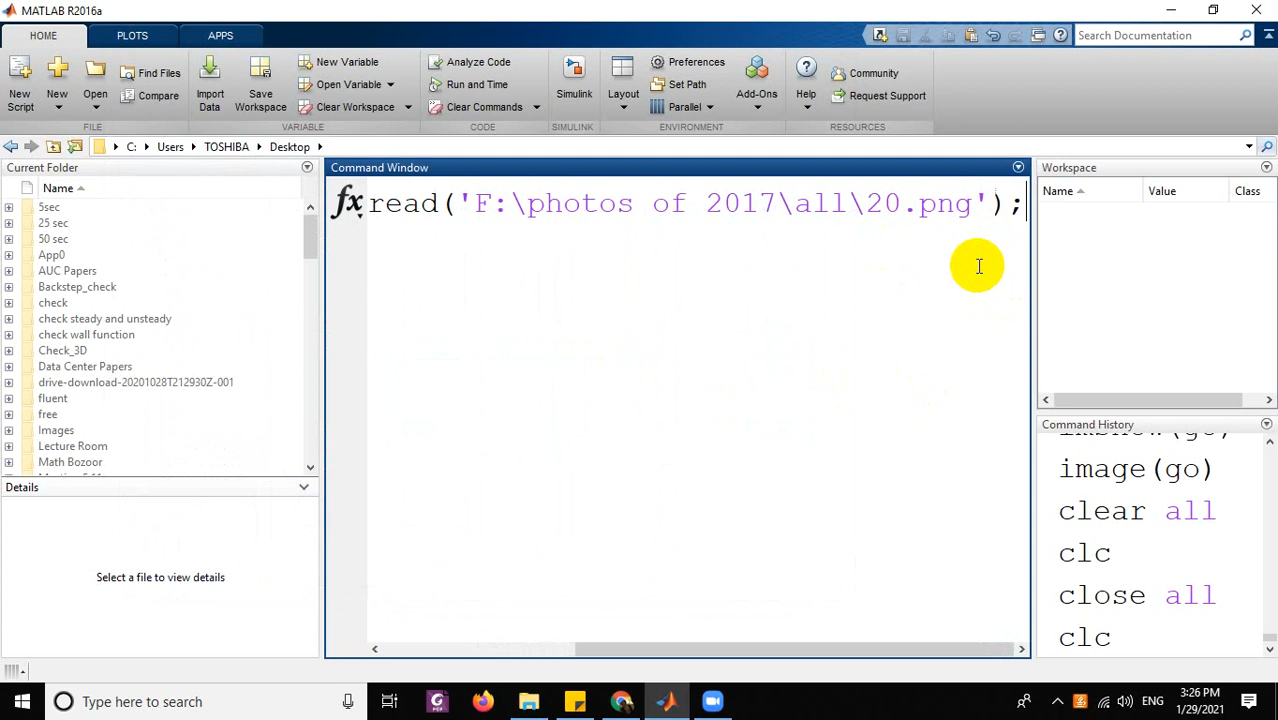 MATLAB R2016a
HOME PLOTS APPS Search Documentation
New Script New Open Find Files Compare Import Data Save Workspace New Variable Open Variable Clear Workspace Analyze Code Run and Time Clear Commands Simulink Layout Preferences Set Path Parallel Add-Ons Help Community Request Support
FILE VARIABLE CODE SIMULINK ENVIRONMENT RESOURCES
C: Users TOSHIBA Desktop
Current Folder
Name
5sec
25 sec
50 sec
App0
AUC Papers
Backstep_check
check
check steady and unsteady
check wall function
Check_3D
Data Center Papers
drive-download-20201028T212930Z-001
fluent
free
Images
Lecture Room
Math Bozoor
Details
Select a file to view details
Command Window
fx read('F:\photos of 2017\all\20.png');
Workspace
Name Value Class
Command History
imshow(go)
image(go)
clear all
clc
close all
clc
Type here to search
ENG
3:26 PM
1/29/2021